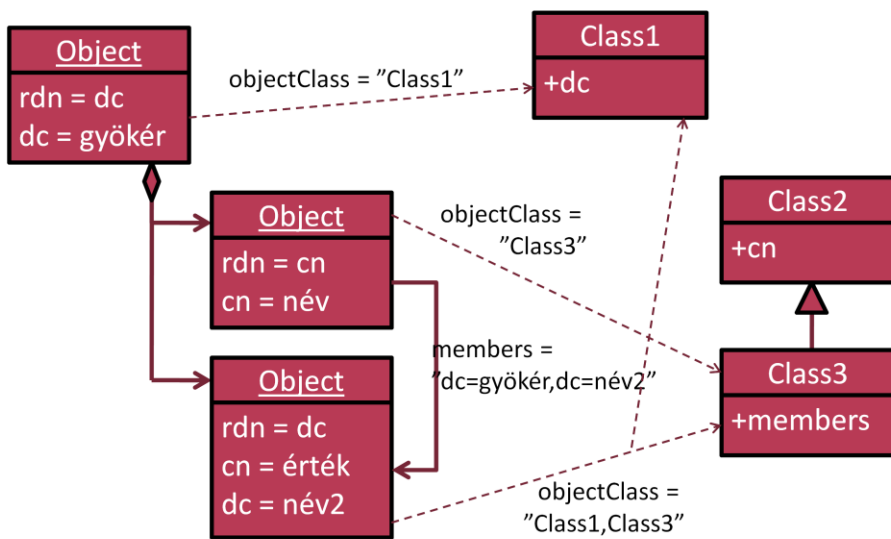 Object
rdn = dc
dc = gyökér
objectClass = ”Class1”
Class1
+dc
Object
rdn = cn
cn = név
objectClass =
”Class3”
Class2
+cn
members =
”dc=gyökér,dc=név2”
Object
rdn = dc
cn = érték
dc = név2
Class3
+members
objectClass =
”Class1,Class3”